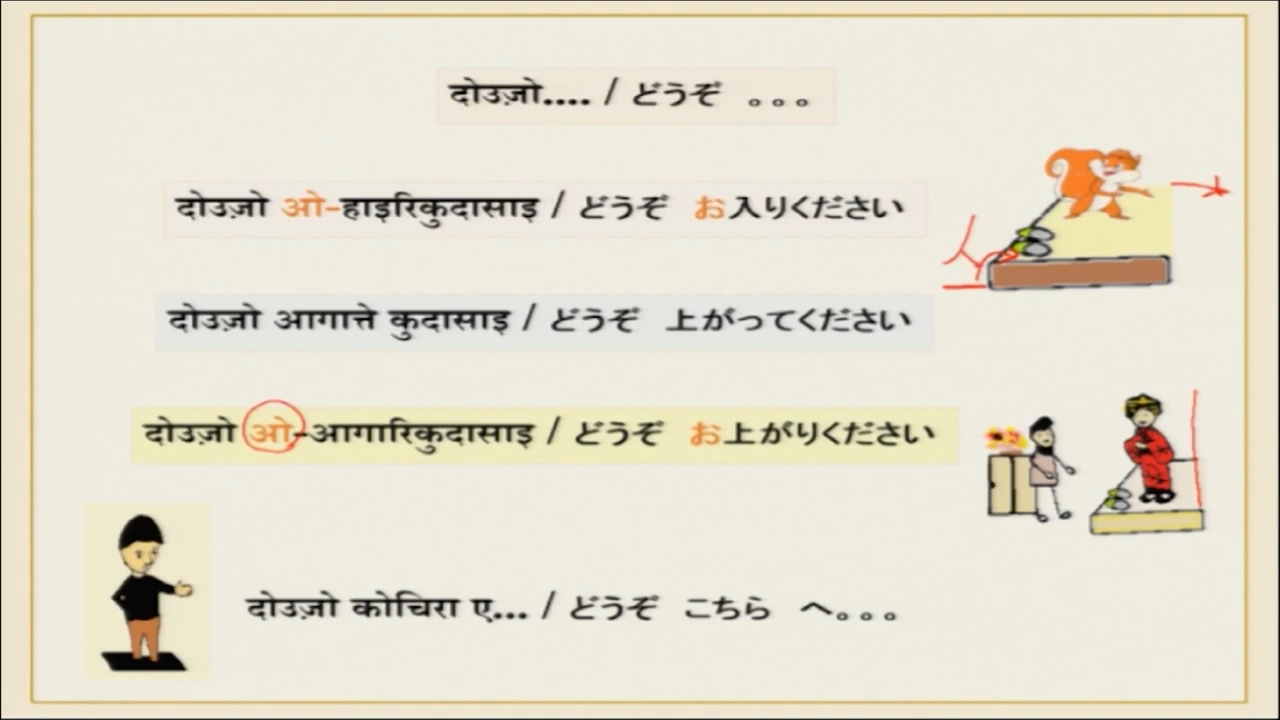 दोउज़ो.... / どうぞ 。。。
दोउज़ो ओ-हाइरिकुदासाइ / どうぞ お入りください
दोउज़ो आगात्ते कुदासाइ / どうぞ 上がってください
दोउज़ो ओ-आगारिकुदासाइ / どうぞ お上がりください
दोउज़ो कोचिरा ए... / どうぞ こちら へ。。。